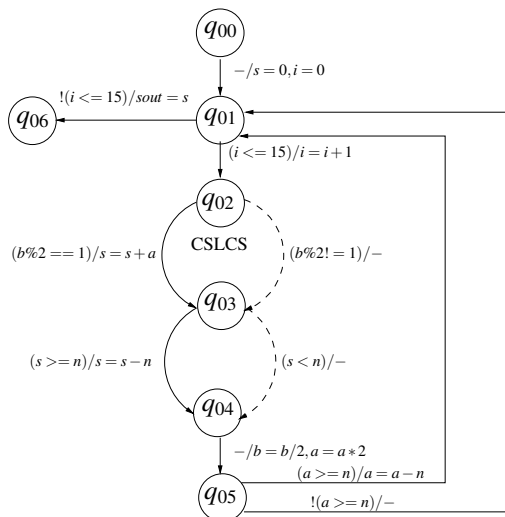 q00
−/s = 0, i = 0
!(i <= 15)/sout = s
q06
q01
(i <= 15)/i = i+1
q02
CSLCS
(b%2 == 1)/s = s+a
(b%2! = 1)/−
q03
(s >= n)/s = s−n
(s < n)/−
q04
−/b = b/2, a = a∗2
(a >= n)/a = a−n
q05
!(a >= n)/−